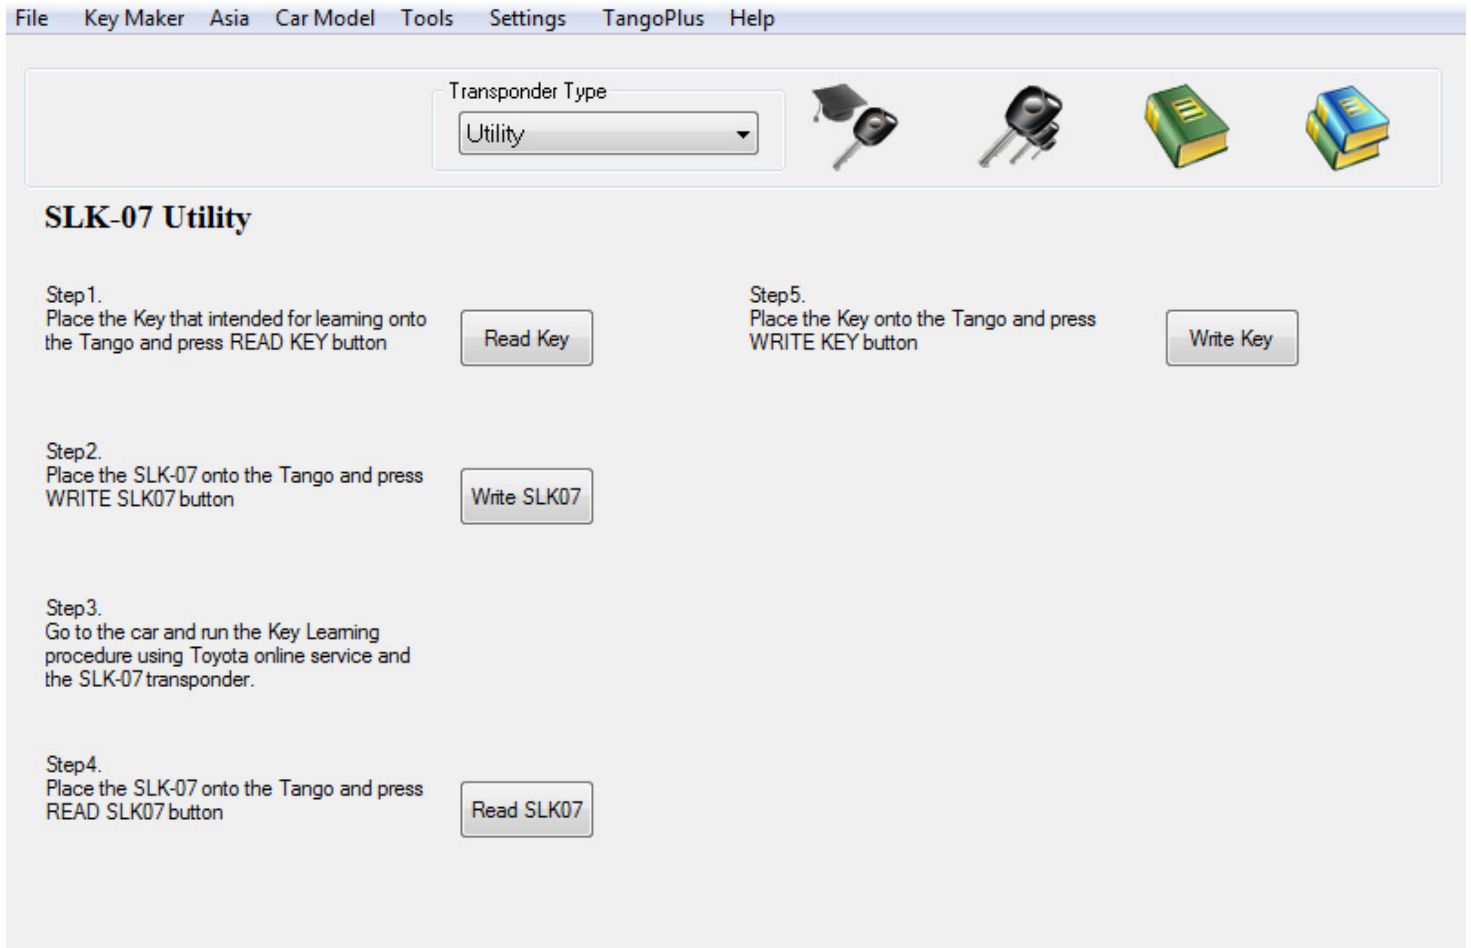 File Key Maker Asia Car Model Tools Settings TangoPlus Help
Transponder Type
Utility
SLK-07 Utility
Step1.
Place the Key that intended for learning onto
the Tango and press READ KEY button
Read Key
Step2.
Place the SLK-07 onto the Tango and press
WRITE SLK07 button
Write SLK07
Step3.
Go to the car and run the Key Learning
procedure using Toyota online service and
the SLK-07 transponder.
Step4.
Place the SLK-07 onto the Tango and press
READ SLK07 button
Read SLK07
Step5.
Place the Key onto the Tango and press
WRITE KEY button
Write Key